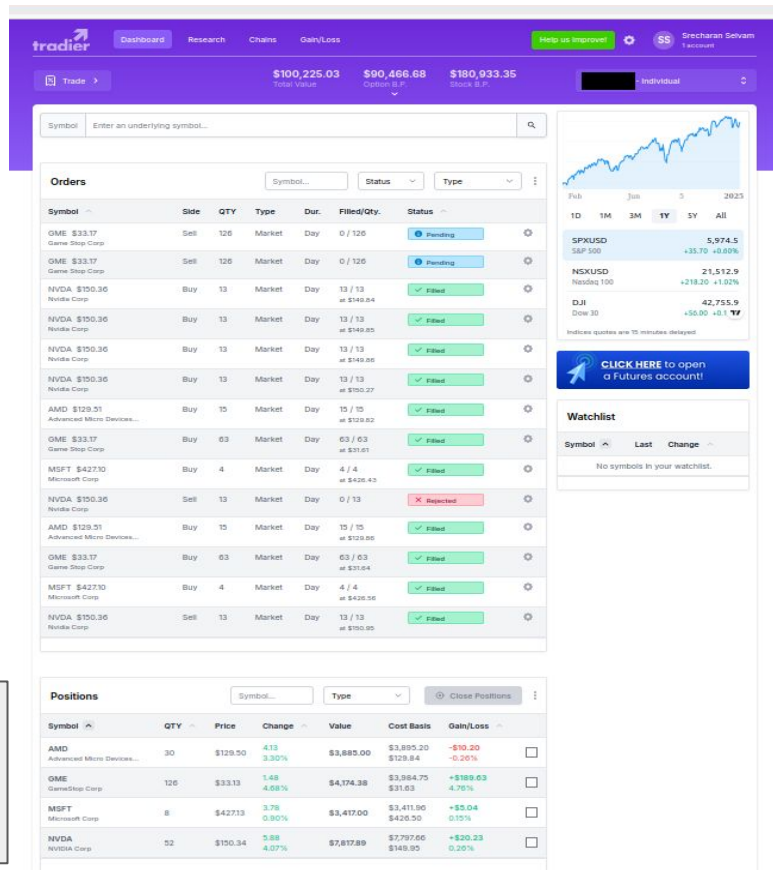 tradier Dashboard Research Chains Gain/Loss Help us Improve! SS Srecharan Selvam
1 account
Trade > $100,225.03 $90,466.68 $180,933.35 - Individual
Total Value Option B.P. Stock B.P.
Symbol Enter an underlying symbol...
Orders Symbol... Status Type
Symbol Side QTY Type Dur. Filled/Qty. Status
GME $33.17 Sell 126 Market Day 0 / 126 Pending
Game Stop Corp
GME $33.17 Sell 126 Market Day 0 / 126 Pending
Game Stop Corp
NVDA $150.36 Buy 13 Market Day 13 / 13 Filled
Nvidia Corp at $149.84
NVDA $150.36 Buy 13 Market Day 13 / 13 Filled
Nvidia Corp at $149.85
NVDA $150.36 Buy 13 Market Day 13 / 13 Filled
Nvidia Corp at $149.86
NVDA $150.36 Buy 13 Market Day 13 / 13 Filled
Nvidia Corp at $150.27
AMD $129.51 Buy 15 Market Day 15 / 15 Filled
Advanced Micro Devices... at $129.82
GME $33.17 Buy 63 Market Day 63 / 63 Filled
Game Stop Corp at $31.61
MSFT $427.10 Buy 4 Market Day 4 / 4 Filled
Microsoft Corp at $426.43
NVDA $150.36 Sell 13 Market Day 0 / 13 Rejected
Nvidia Corp
AMD $129.51 Buy 15 Market Day 15 / 15 Filled
Advanced Micro Devices... at $129.86
GME $33.17 Buy 63 Market Day 63 / 63 Filled
Game Stop Corp at $31.64
MSFT $427.10 Buy 4 Market Day 4 / 4 Filled
Microsoft Corp at $426.56
NVDA $150.36 Sell 13 Market Day 13 / 13 Filled
Nvidia Corp at $150.95
Positions Symbol... Type Close Positions
Symbol QTY Price Change Value Cost Basis Gain/Loss
AMD 30 $129.50 4.13 $3,885.00 $3,895.20 -$10.20
Advanced Micro Devices... 3.30% $129.84 -0.26%
GME 126 $33.13 1.48 $4,174.38 $3,984.75 +$189.63
GameStop Corp 4.68% $31.63 4.76%
MSFT 8 $427.13 3.78 $3,417.00 $3,411.96 +$5.04
Microsoft Corp 0.90% $426.50 0.15%
NVDA 52 $150.34 5.88 $7,817.89 $7,797.66 +$20.23
NVIDIA Corp 4.07% $149.95 0.26%
Feb Jun 5 2025
1D 1M 3M 1Y 5Y All
SPXUSD 5,974.5
S&P 500 +35.70 +0.60%
NSXUSD 21,512.9
Nasdaq 100 +218.20 +1.02%
DJI 42,755.9
Dow 30 +56.00 +0.1
Indices quotes are 15 minutes delayed
CLICK HERE to open
a Futures account!
Watchlist
Symbol Last Change
No symbols in your watchlist.